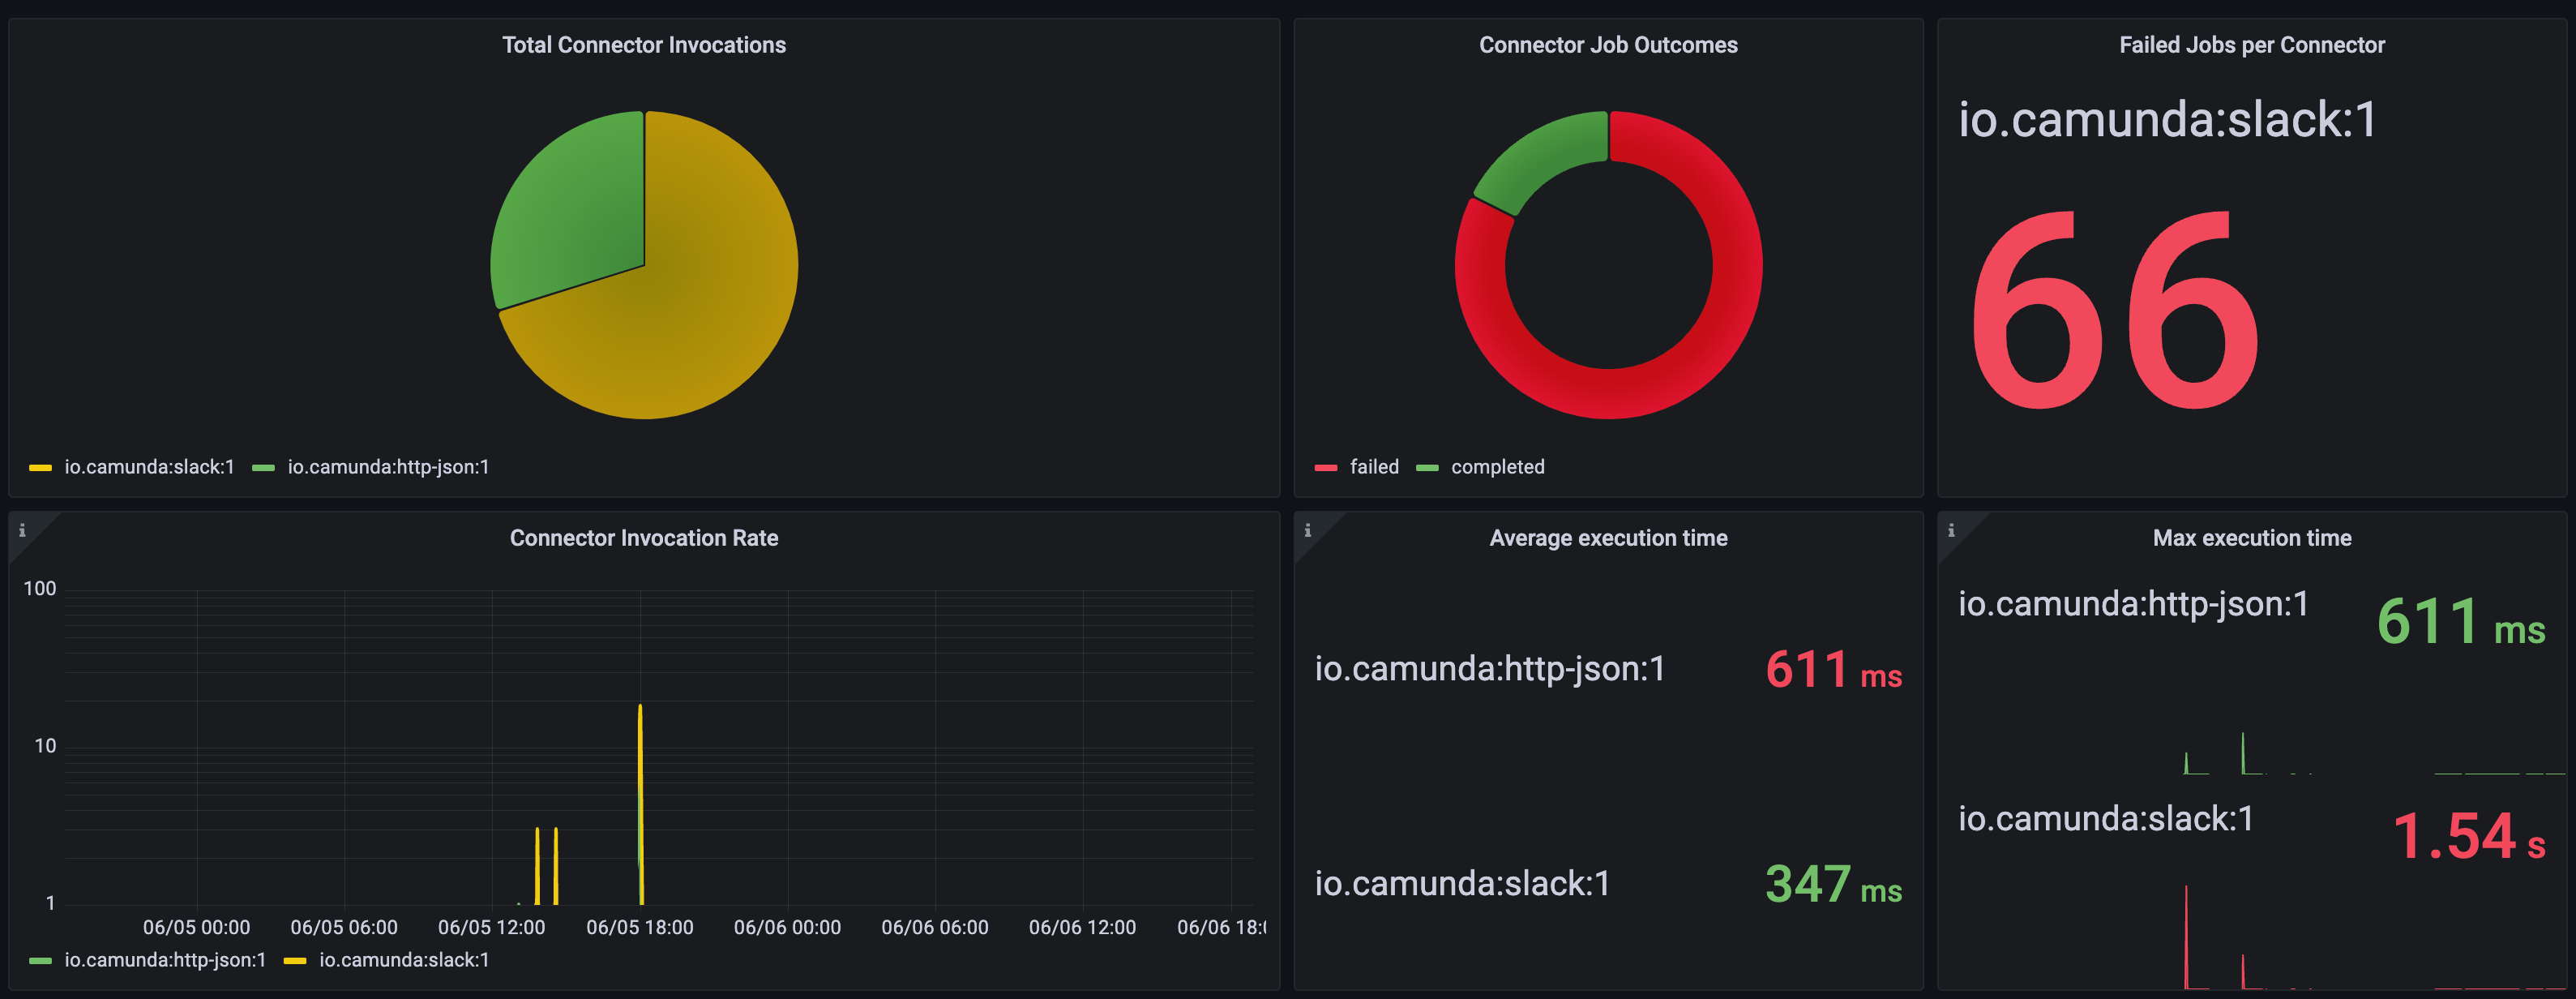 Total Connector Invocations
io.camunda:slack:1 io.camunda:http-json:1
Connector Job Outcomes
failed completed
Failed Jobs per Connector
io.camunda:slack:1
66
i
Connector Invocation Rate
100
10
1
06/05 00:00 06/05 06:00 06/05 12:00 06/05 18:00 06/06 00:00 06/06 06:00 06/06 12:00 06/06 18:0
io.camunda:http-json:1 io.camunda:slack:1
i
Average execution time
io.camunda:http-json:1 611 ms
io.camunda:slack:1 347 ms
i
Max execution time
io.camunda:http-json:1 611 ms
io.camunda:slack:1 1.54 s